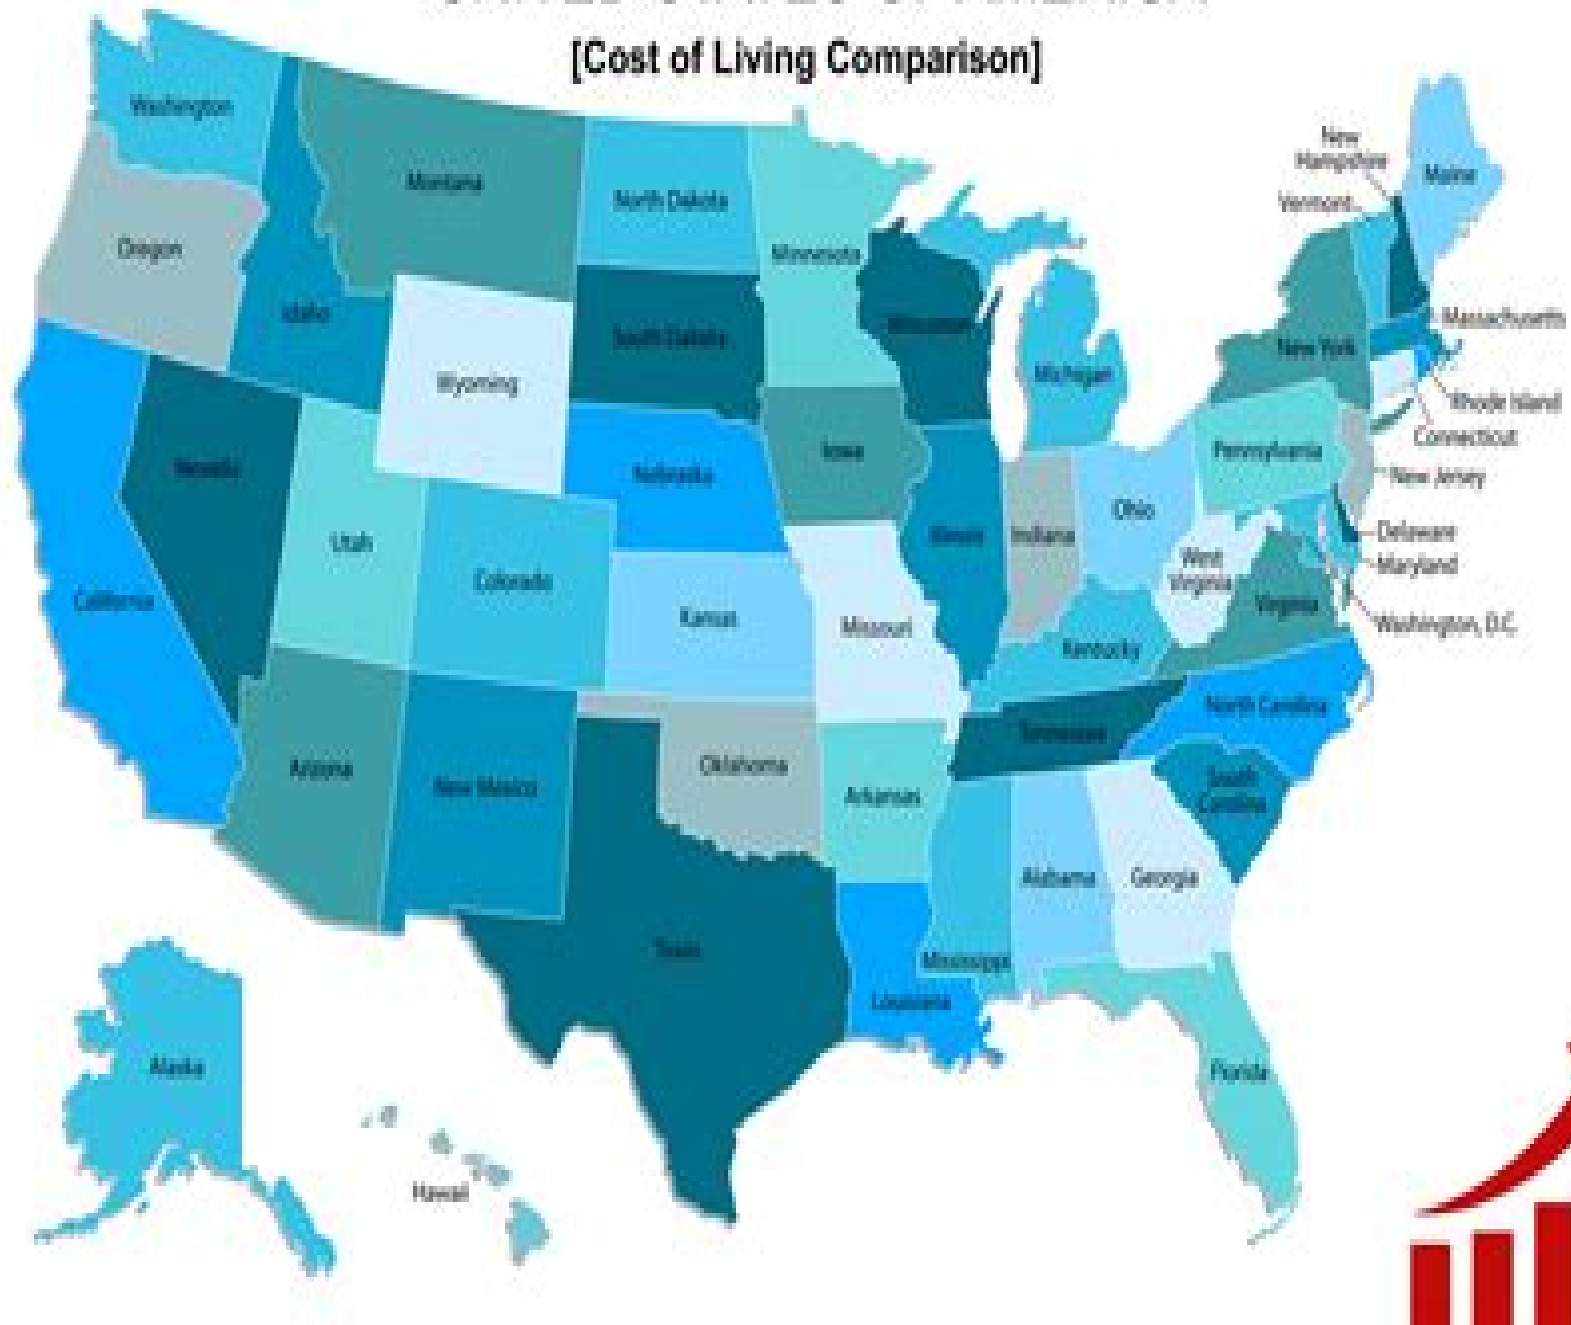 [Cost of Living Comparison]
Washington
Montana
North Dakota
Minnesota
New
Hampshire
Vermont
Maine
Oregon
Idaho
Wyoming
South Dakota
Wisconsin
Michigan
New York
Massachusetts
Rhode Island
Connecticut
New Jersey
Nevada
Utah
Colorado
Nebraska
Iowa
Illinois
Indiana
Ohio
Pennsylvania
Delaware
Maryland
Washington, D.C.
California
Kansas
Missouri
Kentucky
West
Virginia
Virginia
North Carolina
Tennessee
South
Carolina
Arizona
New Mexico
Oklahoma
Arkansas
Texas
Louisiana
Mississippi
Alabama
Georgia
Florida
Alaska
Hawaii